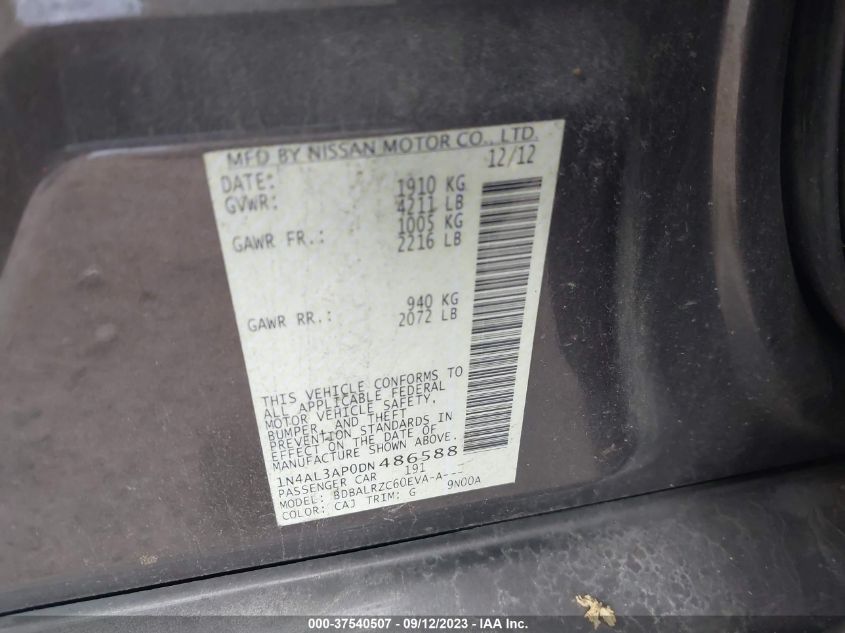 MFD BY NISSAN MOTOR CO., LTD.
DATE: 12/12
GVWR: 1910 KG
4211 LB
GAWR FR.: 1005 KG
2216 LB
GAWR RR.: 940 KG
2072 LB
THIS VEHICLE CONFORMS TO
ALL APPLICABLE FEDERAL
MOTOR VEHICLE SAFETY,
BUMPER, AND THEFT
PREVENTION STANDARDS IN
EFFECT ON THE DATE OF
MANUFACTURE SHOWN ABOVE.
1N4AL3AP0DN486588
PASSENGER CAR 191
MODEL: BDBALRZC60EVA-A
COLOR: CAJ TRIM: G 9N00A
000-37540507 - 09/12/2023 - IAA Inc.